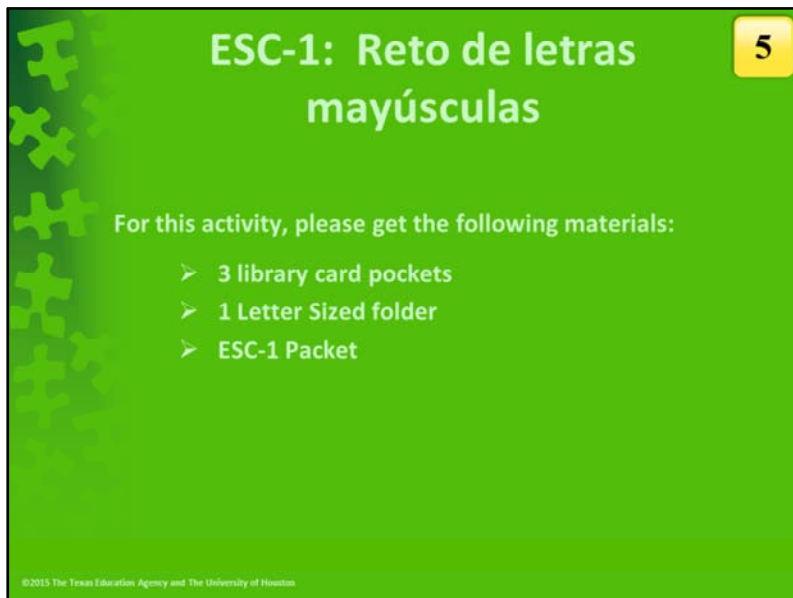 ESC-1:  Reto de letras
mayúsculas
5
For this activity, please get the following materials:
➢ 3 library card pockets
➢ 1 Letter Sized folder
➢ ESC-1 Packet
©2015 The Texas Education Agency and The University of Houston